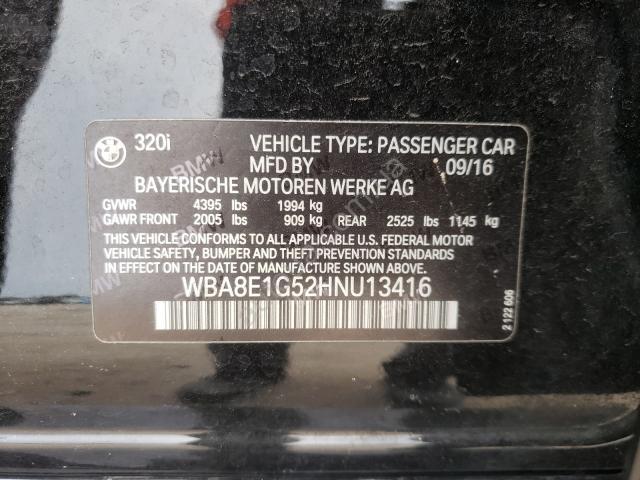 320i VEHICLE TYPE: PASSENGER CAR
MFD BY 09/16
BAYERISCHE MOTOREN WERKE AG
GVWR 4395 lbs 1994 kg
GAWR FRONT 2005 lbs 909 kg REAR 2525 lbs 1145 kg
THIS VEHICLE CONFORMS TO ALL APPLICABLE U.S. FEDERAL MOTOR
VEHICLE SAFETY, BUMPER AND THEFT PREVENTION STANDARDS
IN EFFECT ON THE DATE OF MANUFACTURE SHOWN ABOVE.
WBA8E1G52HNU13416
2 122 606